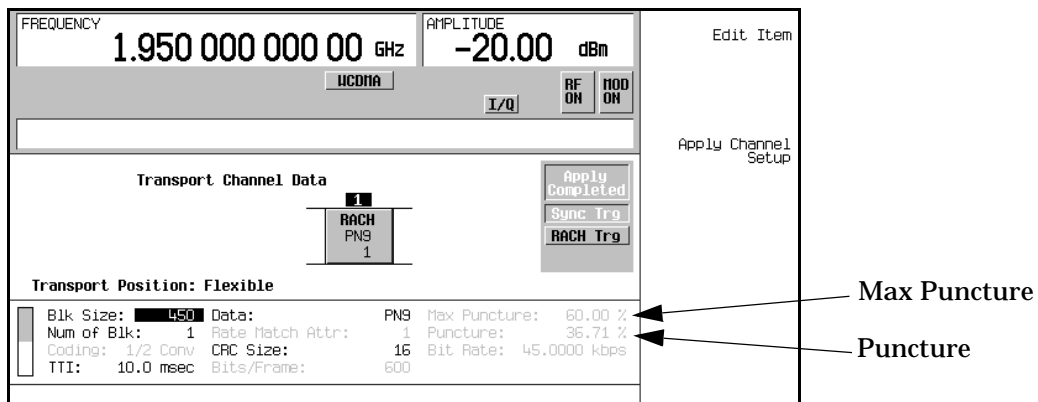 FREQUENCY
1.950 000 000 00 GHz
AMPLITUDE
-20.00 dBm
WCDMA
I/Q
RF ON
MOD ON
Edit Item
Apply Channel
Setup
Transport Channel Data
1
RACH
PN9
1
Apply
Completed
Sync Trg
RACH Trg
Transport Position: Flexible
Blk Size: 450 Data: PN9 Max Puncture: 60.00 %
Num of Blk: 1 Rate Match Attr: 1 Puncture: 36.71 %
Coding: 1/2 Conv CRC Size: 16 Bit Rate: 45.0000 kbps
TTI: 10.0 msec Bits/Frame: 600
Max Puncture
Puncture